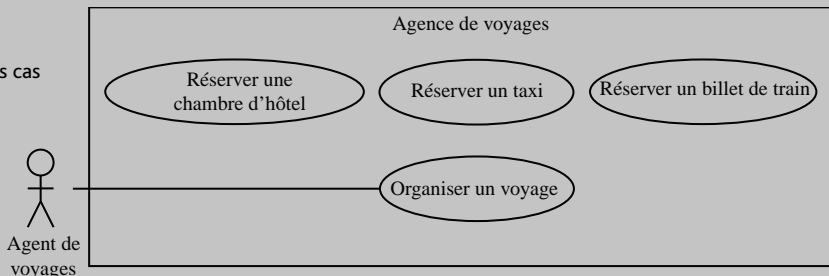 Agence de voyages
s cas
Réserver une
chambre d’hôtel
Réserver un taxi
Réserver un billet de train
Organiser un voyage
Agent de
voyages